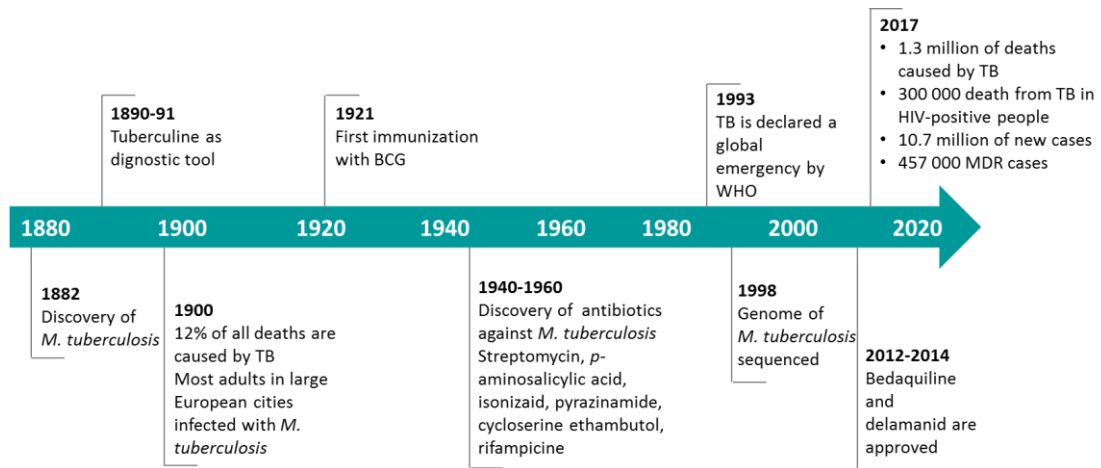 1890-91
Tuberculine as
dignostic tool
1921
First immunization
with BCG
1993
TB is declared a
global
emergency by
WHO
2017
• 1.3 million of deaths
caused by TB
• 300 000 death from TB in
HIV-positive people
• 10.7 million of new cases
• 457 000 MDR cases
1880 1900 1920 1940 1960 1980 2000 2020
1882
Discovery of
M. tuberculosis
1900
12% of all deaths are
caused by TB
Most adults in large
European cities
infected with M.
tuberculosis
1940-1960
Discovery of antibiotics
against M. tuberculosis
Streptomycin, p-
aminosalicylic acid,
isonizaid, pyrazinamide,
cycloserine ethambutol,
rifampicine
1998
Genome of
M. tuberculosis
sequenced
2012-2014
Bedaquiline
and
delamanid are
approved